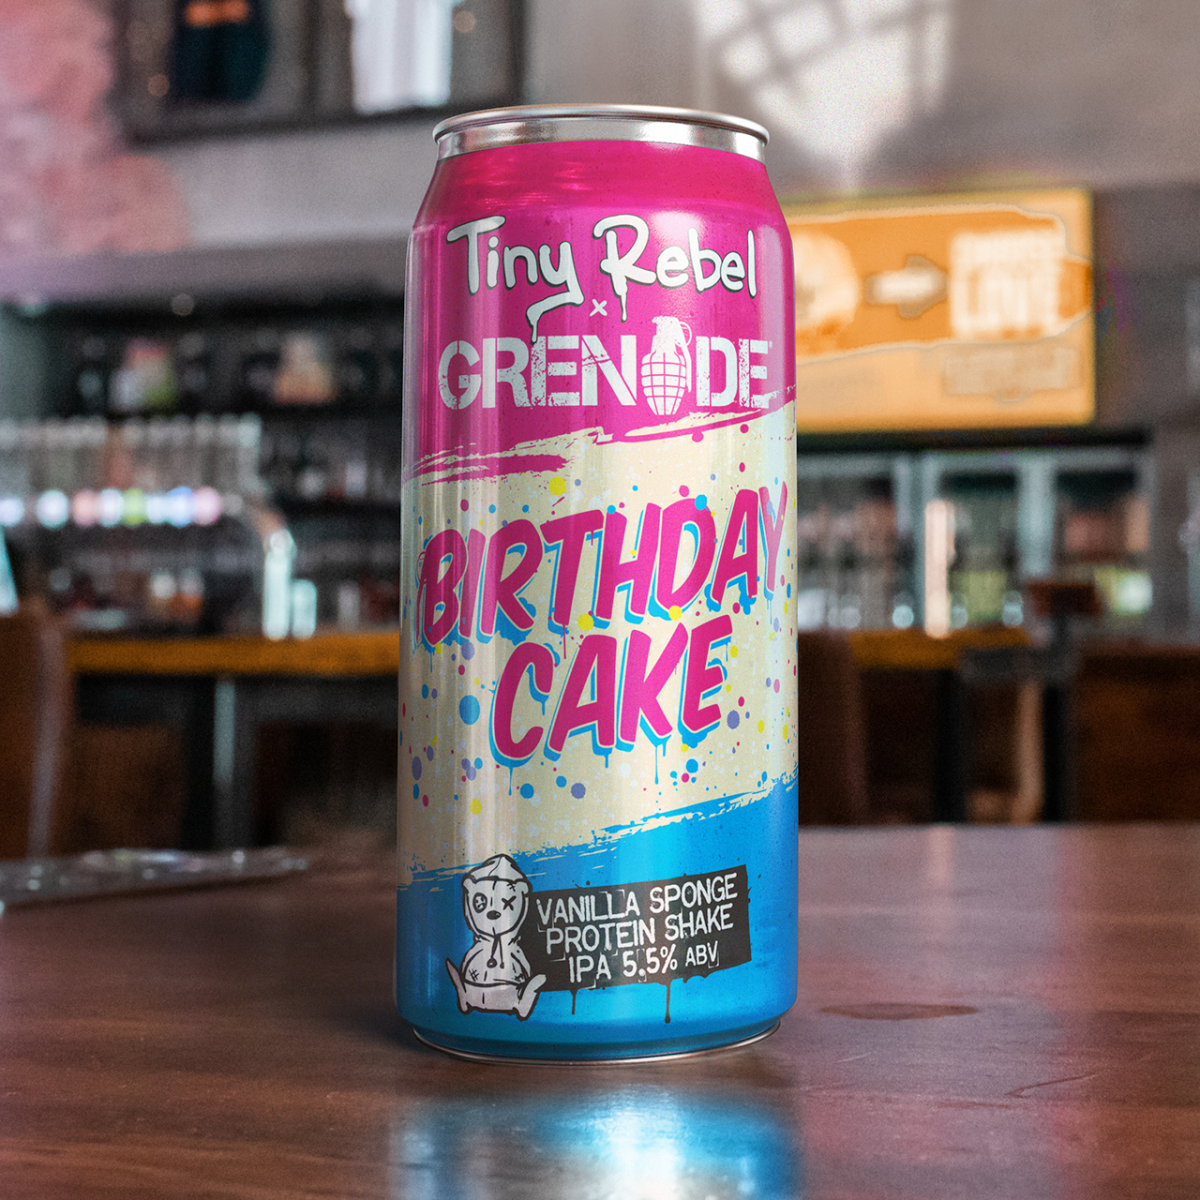 Tiny Rebel
x
GRENADE
BIRTHDAY
CAKE
VANILLA SPONGE
PROTEIN SHAKE
IPA 5.5% ABV